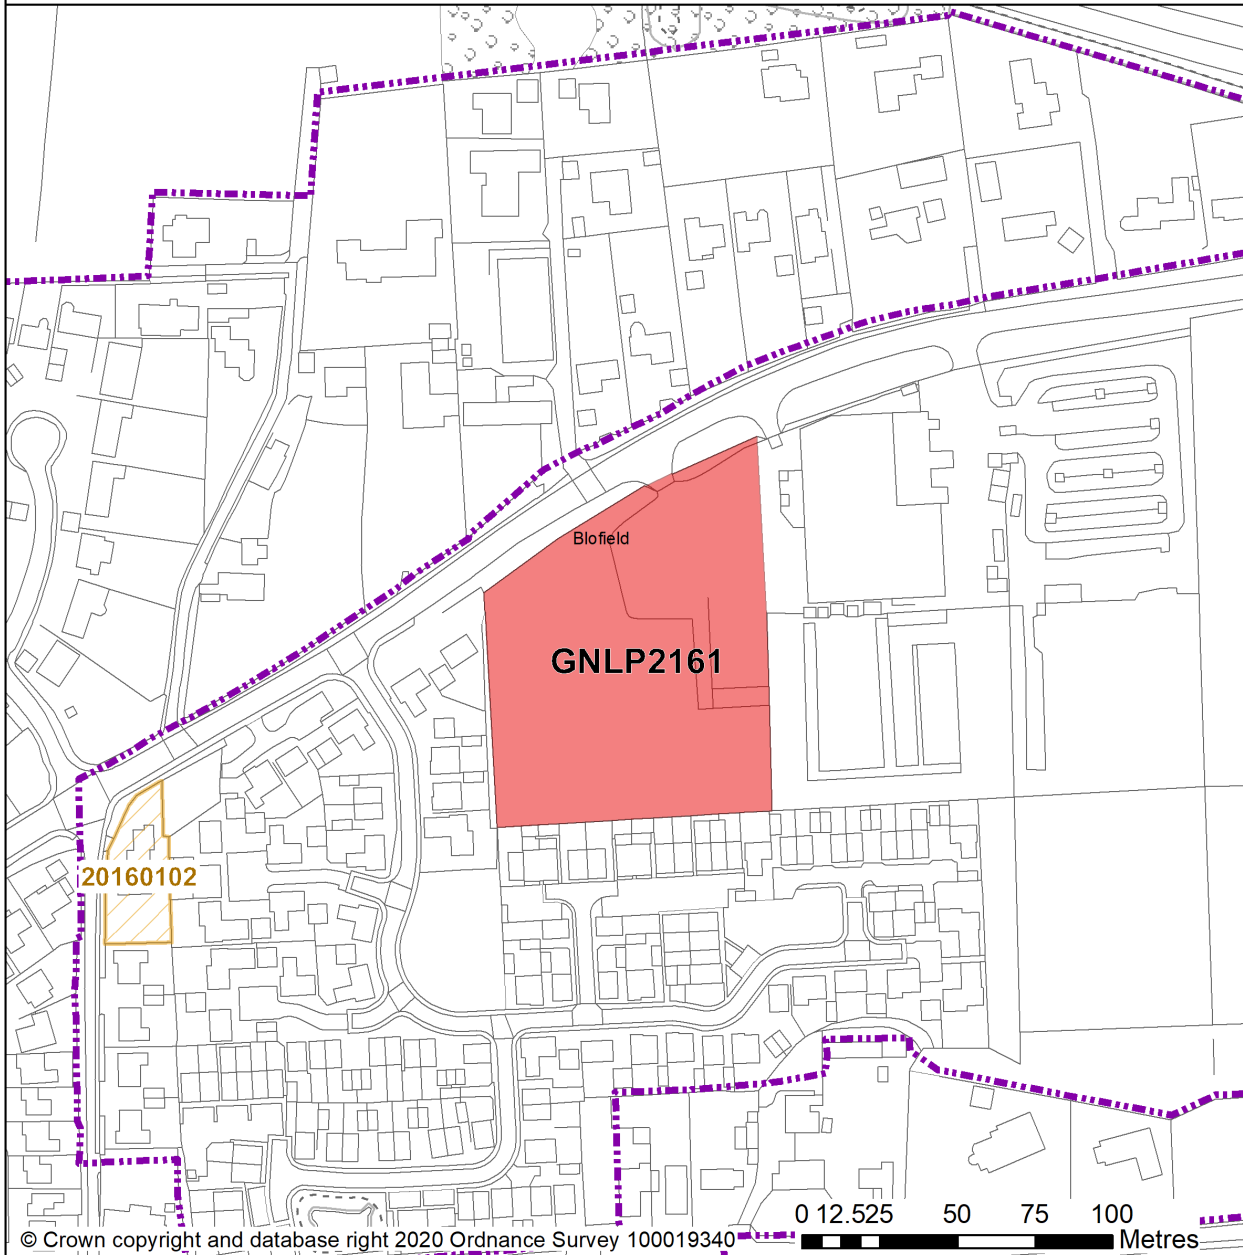 Blofield
GNLP2161
20160102
0 12.525 50 75 100
Metres
© Crown copyright and database right 2020 Ordnance Survey 100019340